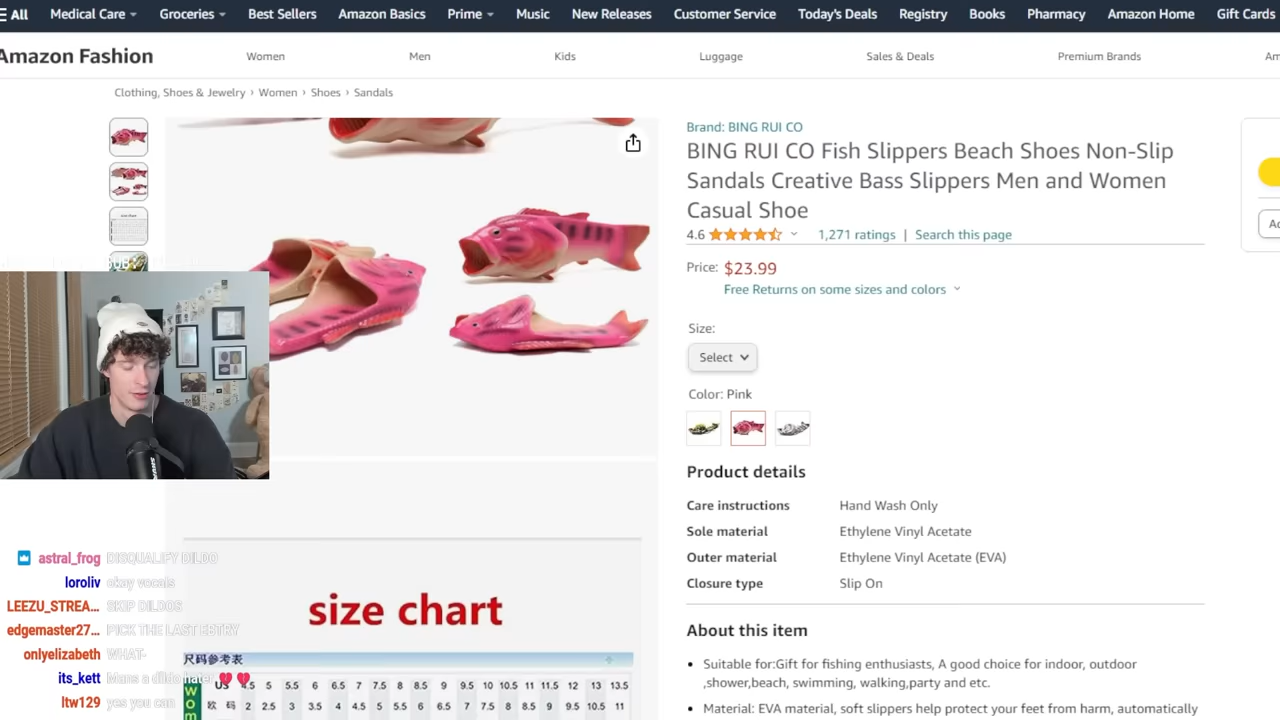 All Medical Care Groceries Best Sellers Amazon Basics Prime Music New Releases Customer Service Today's Deals Registry Books Pharmacy Amazon Home Gift Cards
Amazon Fashion Women Men Kids Luggage Sales & Deals Premium Brands Am
Clothing, Shoes & Jewelry › Women › Shoes › Sandals
Brand: BING RUI CO
BING RUI CO Fish Slippers Beach Shoes Non-Slip
Sandals Creative Bass Slippers Men and Women
Casual Shoe
4.6 1,271 ratings | Search this page
Price: $23.99
Free Returns on some sizes and colors
Size:
Select
Color: Pink
Product details
Care instructions Hand Wash Only
Sole material Ethylene Vinyl Acetate
Outer material Ethylene Vinyl Acetate (EVA)
Closure type Slip On
About this item
• Suitable for:Gift for fishing enthusiasts, A good choice for indoor, outdoor
,shower,beach, swimming, walking,party and etc.
• Material: EVA material, soft slippers help protect your feet from harm, automatically
astral_frog DISQUALIFY DILDO
loroliv okay vocals
LEEZU_STREA... SKIP DILDOS
edgemaster27... PICK THE LAST EBTRY
onlyelizabeth WHAT-
its_kett Mans a dildo hater
ltw129 yes you can
size chart
尺码参考表
US 4.5 5 5.5 6 6.5 7 7.5 8 8.5 9 9.5 10 10.5 11 11.5 12 13 13.5
欧 码 2 2.5 3 3.5 4 4.5 5 5.5 6 6.5 7 7.5 8 8.5 9 9.5 10.5 11
wom